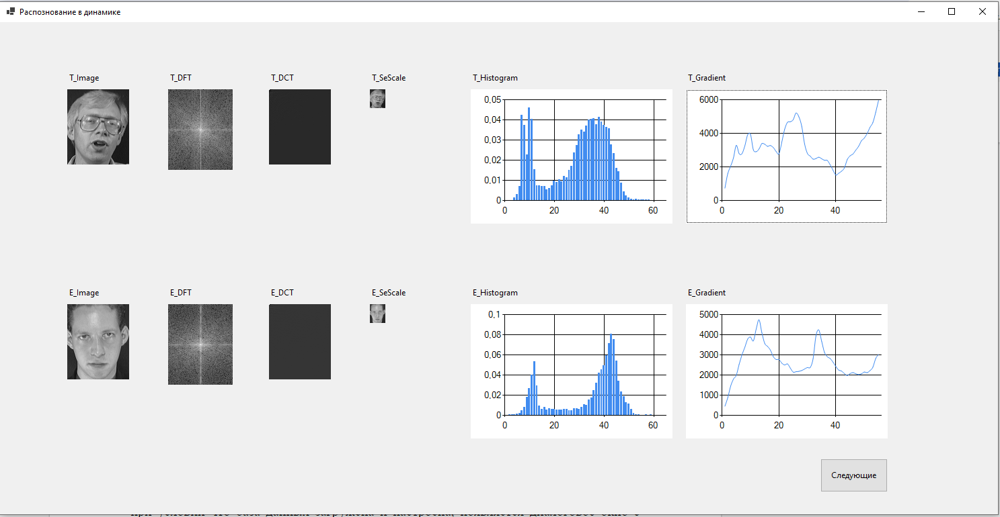 Распознование в динамике
T_Image T_DFT T_DCT T_SeScale T_Histogram T_Gradient
0,05
0,04
0,03
0,02
0,01
0
0 20 40 60
6000
4000
2000
0
0 20 40
E_Image E_DFT E_DCT E_SeScale E_Histogram E_Gradient
0,1
0,08
0,06
0,04
0,02
0
0 20 40 60
5000
4000
3000
2000
1000
0
0 20 40
Следующие